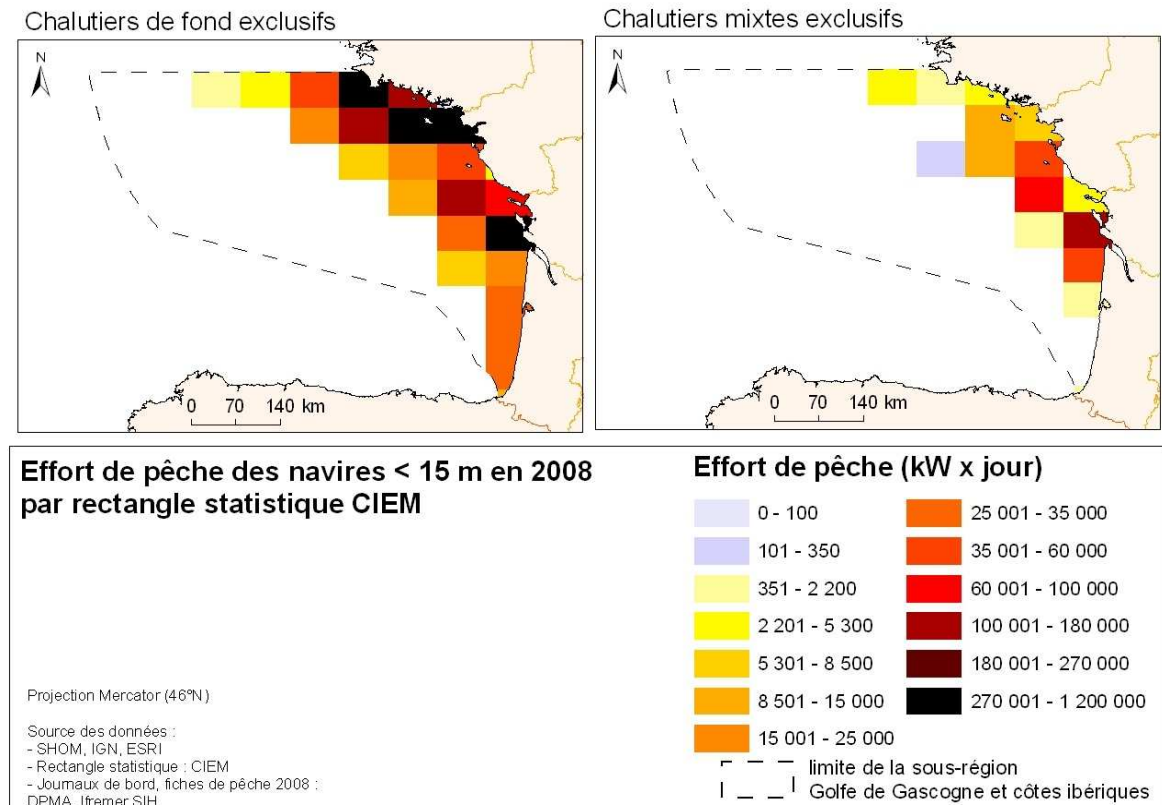 Chalutiers de fond exclusifs
Chalutiers mixtes exclusifs
N
N
0 70 140 km
0 70 140 km
Effort de pêche des navires < 15 m en 2008
par rectangle statistique CIEM
Projection Mercator (46°N)
Source des données :
- SHOM, IGN, ESRI
- Rectangle statistique : CIEM
- Journaux de bord, fiches de pêche 2008 :
DPMA, Ifremer SIH
Effort de pêche (kW x jour)
0 - 100
101 - 350
351 - 2 200
2 201 - 5 300
5 301 - 8 500
8 501 - 15 000
15 001 - 25 000
25 001 - 35 000
35 001 - 60 000
60 001 - 100 000
100 001 - 180 000
180 001 - 270 000
270 001 - 1 200 000
limite de la sous-région
Golfe de Gascogne et côtes ibériques